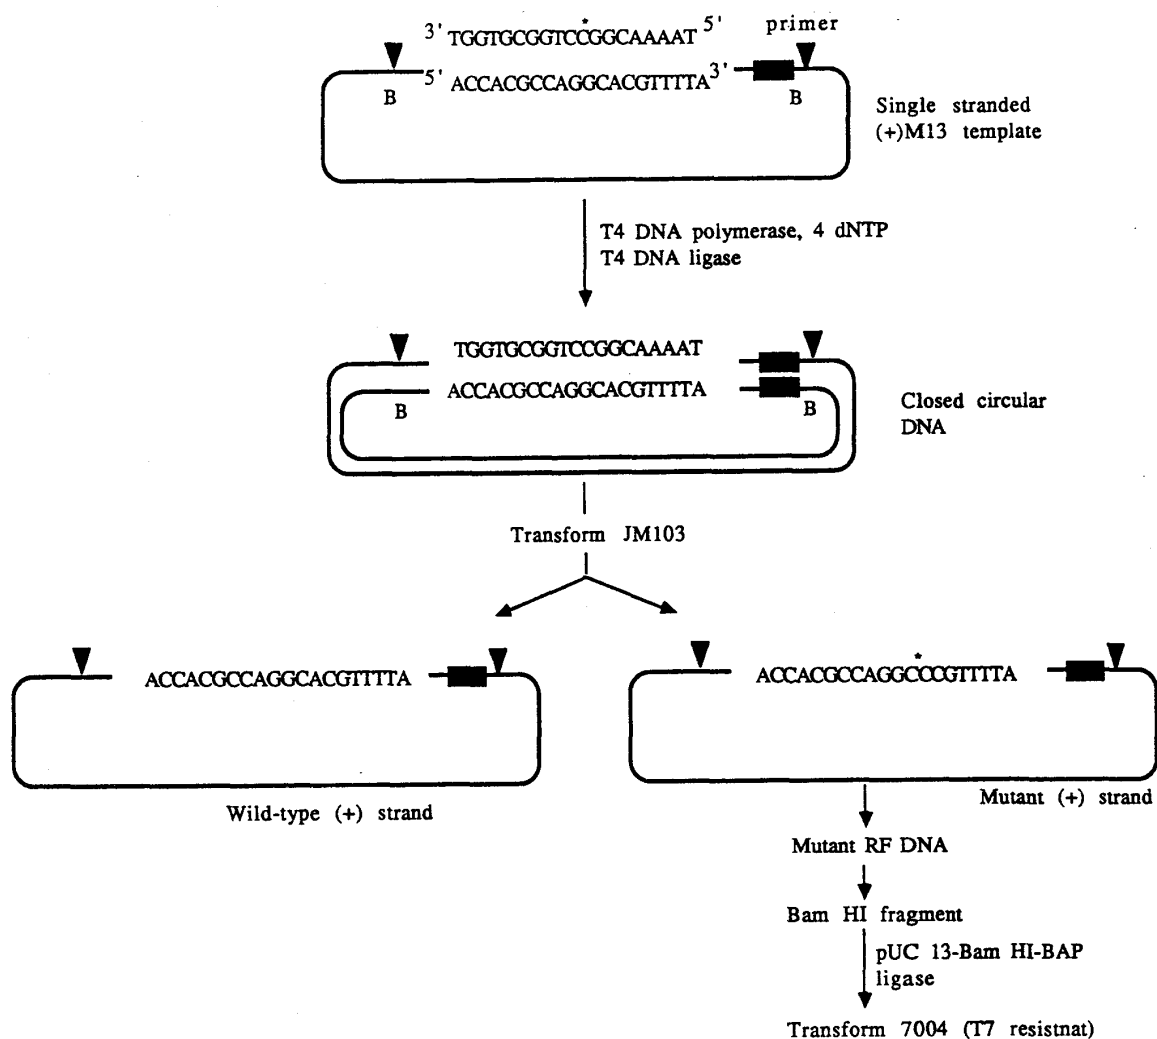 *
3' TGGTGCGGTCCGGCAAAAT 5'
primer
5' ACCACGCCAGGCACGTTTTA 3'
B
B
Single stranded
(+)M13 template
T4 DNA polymerase, 4 dNTP
T4 DNA ligase
TGGTGCGGTCCGGCAAAAT
ACCACGCCAGGCACGTTTTA
B
B
Closed circular
DNA
Transform JM103
ACCACGCCAGGCACGTTTTA
*
ACCACGCCAGGCCCGTTTTA
Wild-type (+) strand
Mutant (+) strand
Mutant RF DNA
Bam HI fragment
pUC 13-Bam HI-BAP
ligase
Transform 7004 (T7 resistnat)